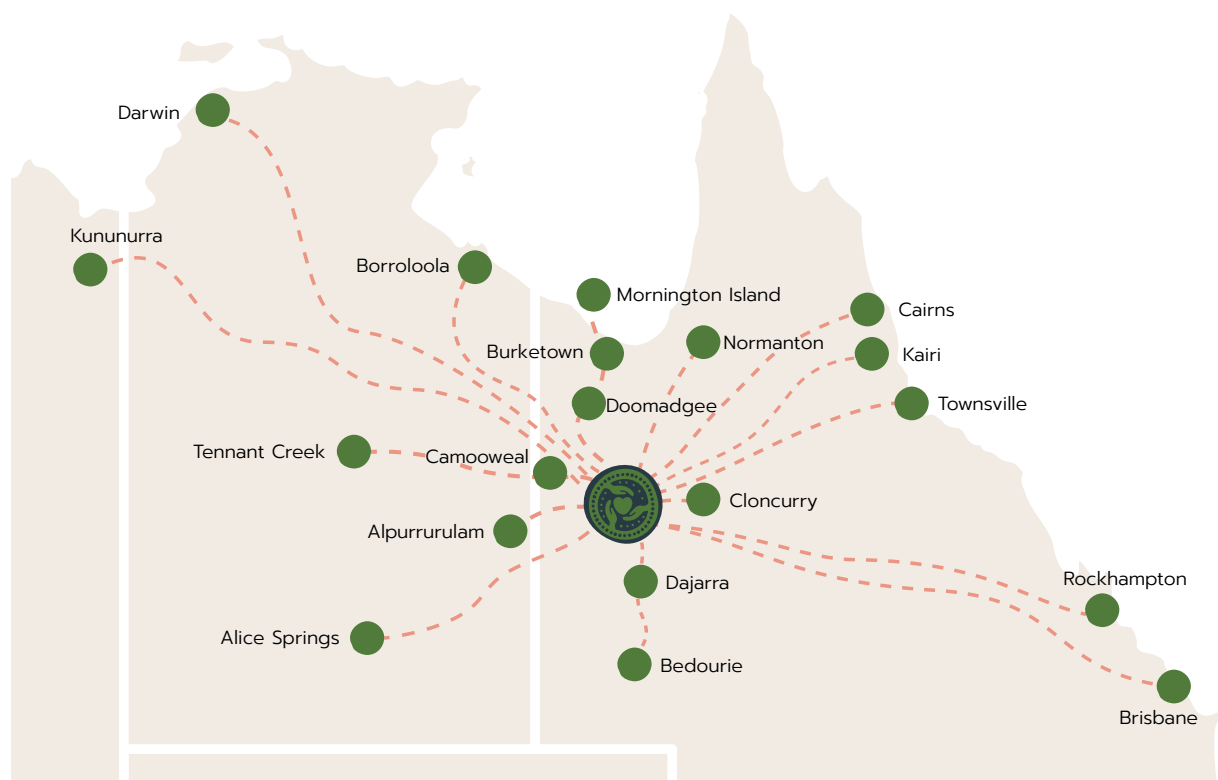 Darwin
Kununurra
Borroloola
Mornington Island
Cairns
Normanton
Burketown
Kairi
Doomadgee
Townsville
Tennant Creek
Camooweal
Cloncurry
Alpurrurulam
Rockhampton
Dajarra
Alice Springs
Bedourie
Brisbane